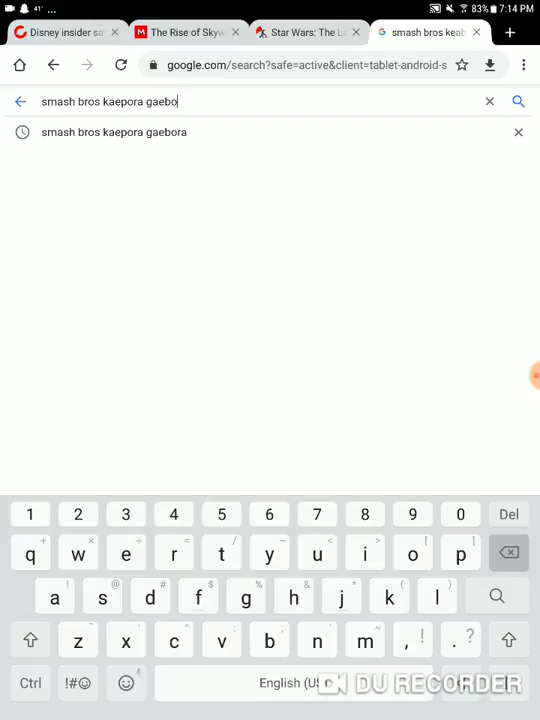 41° ... 83% 7:14 PM
Disney insider sa
The Rise of Skyw
Star Wars: The La
smash bros keab
google.com/search?safe=active&client=tablet-android-s
smash bros kaepora gaebo
smash bros kaepora gaebora
1 2 3 4 5 6 7 8 9 0 Del
q w e r t y u i o p
a s d f g h j k l
z x c v b n m , ! . ?
Ctrl !#☺ English (US)
DU RECORDER